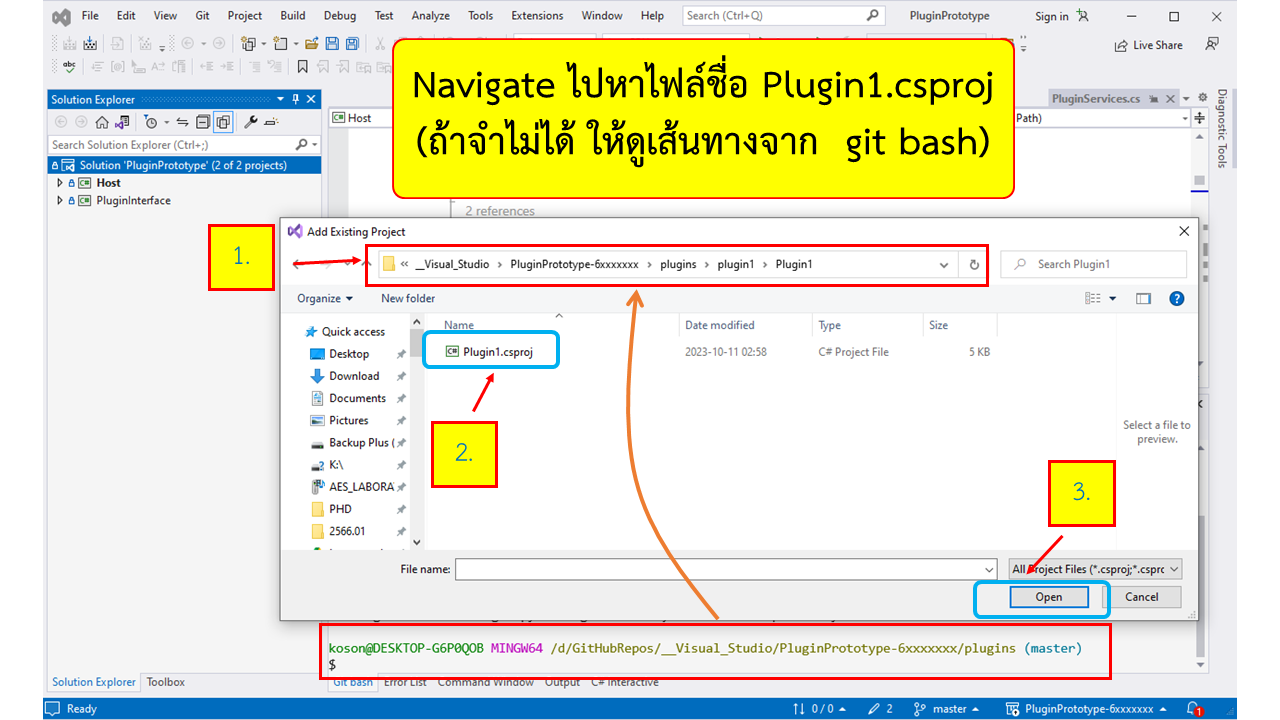 File Edit View Git Project Build Debug Test Analyze Tools Extensions Window Help Search (Ctrl+Q) PluginPrototype Sign in
Live Share
Navigate ไปหาไฟล์ชื่อ Plugin1.csproj
(ถ้าจำไม่ได้ ให้ดูเส้นทางจาก git bash)
Solution Explorer
PluginServices.cs
Host
Path)
Diagnostic Tools
Search Solution Explorer (Ctrl+;)
Solution 'PluginPrototype' (2 of 2 projects)
Host
PluginInterface
2 references
1.
Add Existing Project
« __Visual_Studio › PluginPrototype-6xxxxxxx › plugins › plugin1 › Plugin1
Search Plugin1
Organize New folder
Name Date modified Type Size
Quick access
Plugin1.csproj 2023-10-11 02:58 C# Project File 5 KB
Desktop
Download
Documents
Pictures
Backup Plus (
K:\
AES_LABORA
PHD
2566.01
2.
Select a file to
preview.
3.
File name:
All Project Files (*.csproj;*.cspro
Open Cancel
koson@DESKTOP-G6P0QOB MINGW64 /d/GitHubRepos/__Visual_Studio/PluginPrototype-6xxxxxxx/plugins (master)
$
Solution Explorer Toolbox
Git bash Error List Command Window Output C# Interactive
Ready
0 / 0 2 master PluginPrototype-6xxxxxxx 1